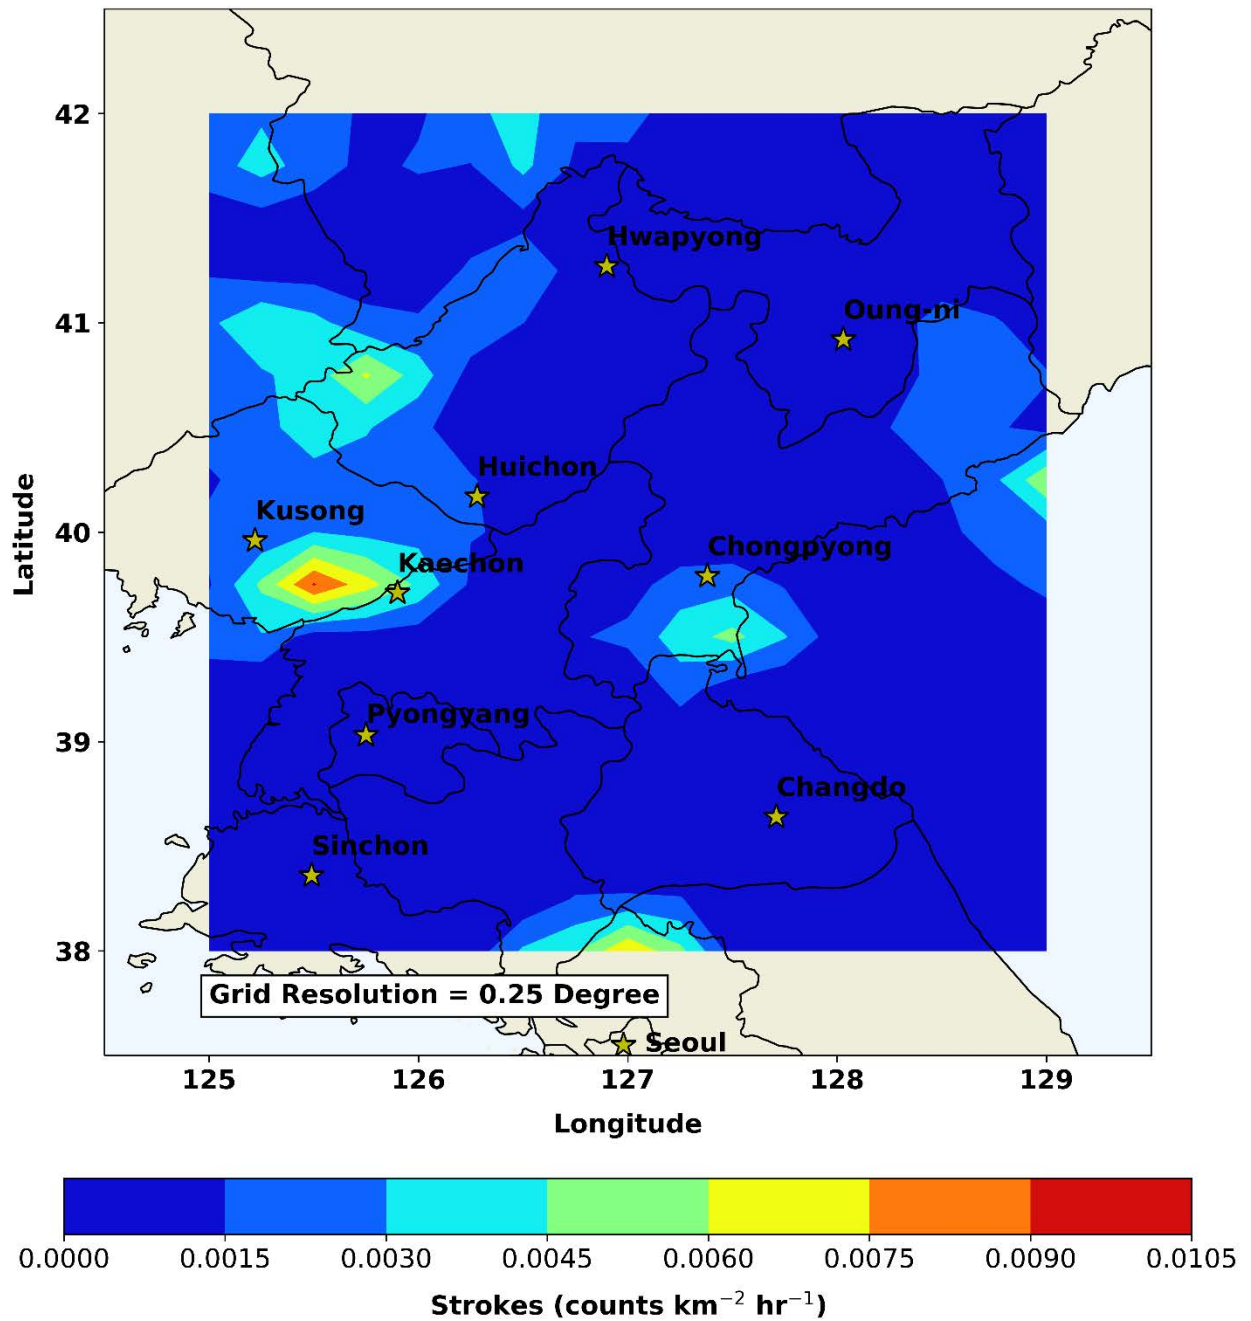 42
Hwapyong
41
Oung-ni
Huichon
Kusong
40
Kaechon
Chongpyong
Latitude
Pyongyang
39
Changdo
Sinchon
38
Grid Resolution = 0.25 Degree
Seoul
125 126 127 128 129
Longitude
0.0000 0.0015 0.0030 0.0045 0.0060 0.0075 0.0090 0.0105
Strokes (counts km⁻² hr⁻¹)